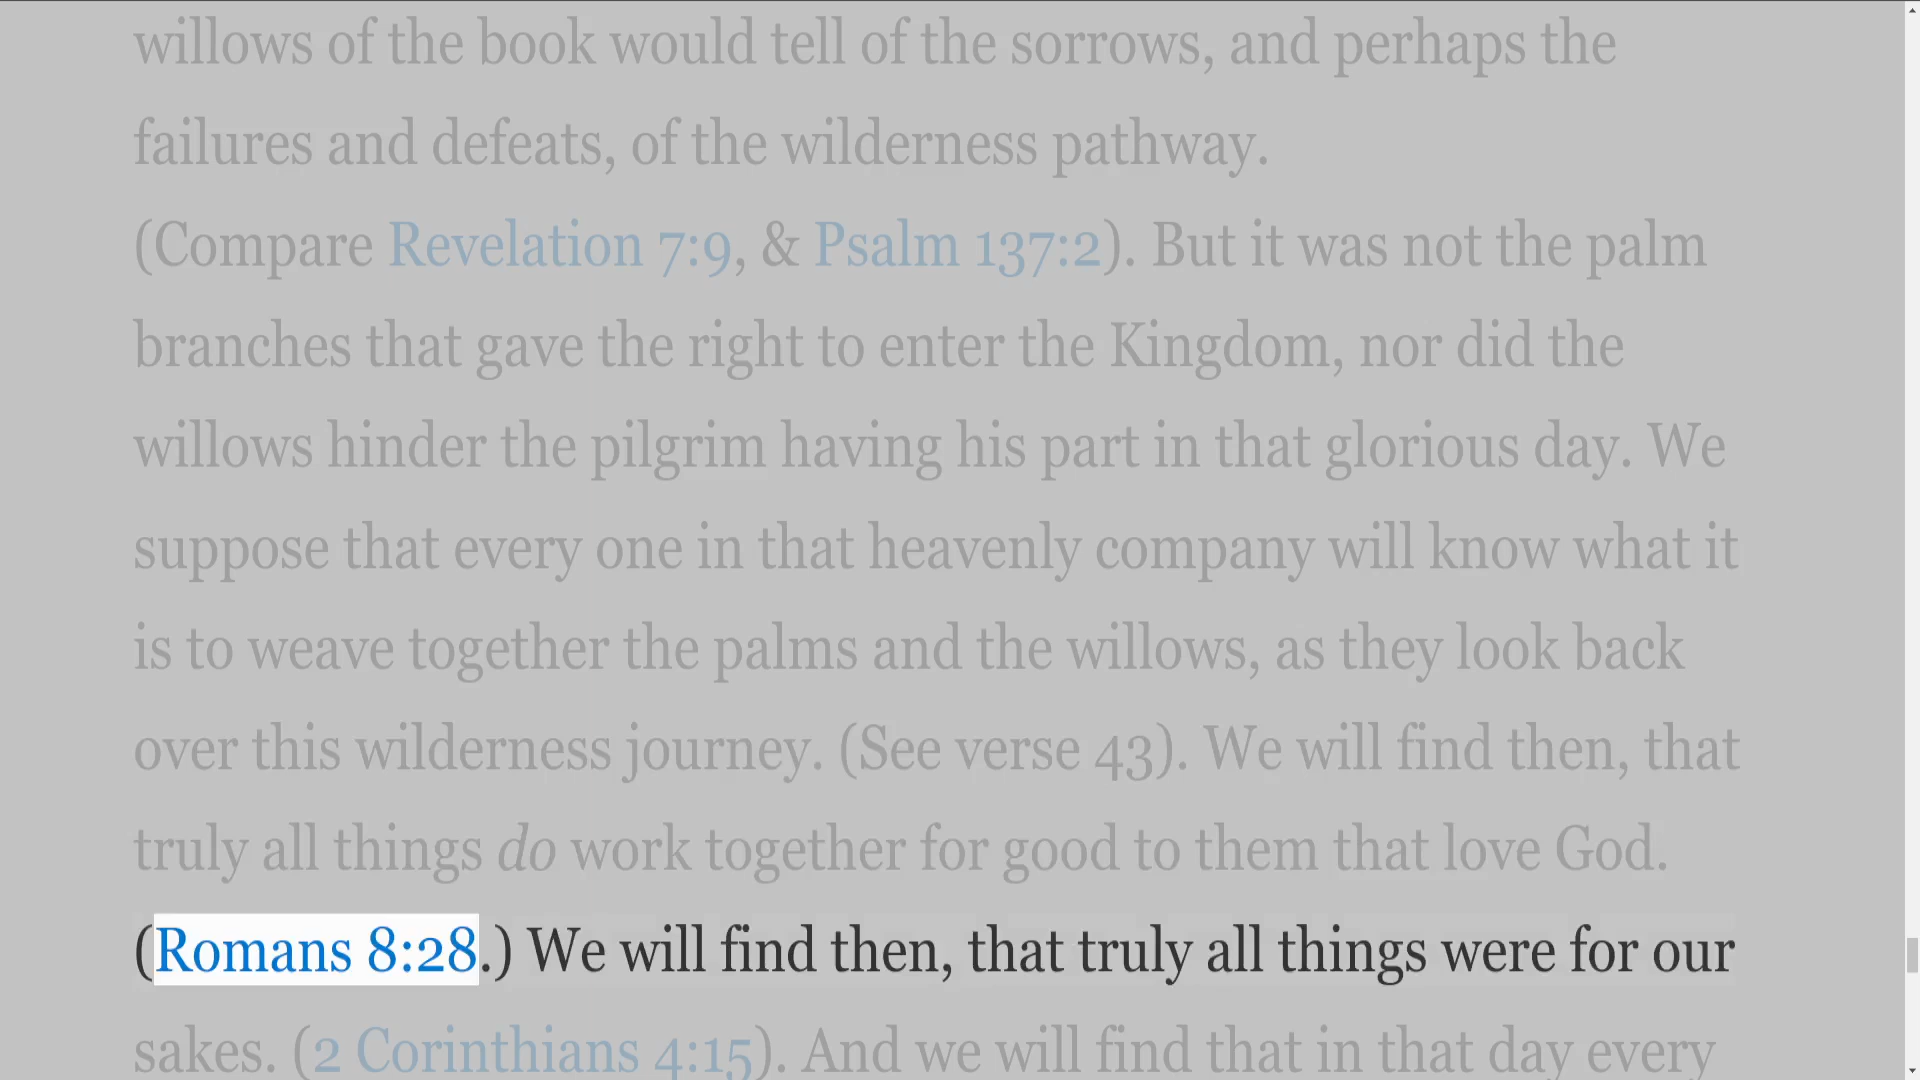 willows of the book would tell of the sorrows, and perhaps the
failures and defeats, of the wilderness pathway.
(Compare Revelation 7:9, & Psalm 137:2). But it was not the palm
branches that gave the right to enter the Kingdom, nor did the
willows hinder the pilgrim having his part in that glorious day. We
suppose that every one in that heavenly company will know what it
is to weave together the palms and the willows, as they look back
over this wilderness journey. (See verse 43). We will find then, that
truly all things do work together for good to them that love God.
(Romans 8:28.) We will find then, that truly all things were for our
sakes. (2 Corinthians 4:15). And we will find that in that day every